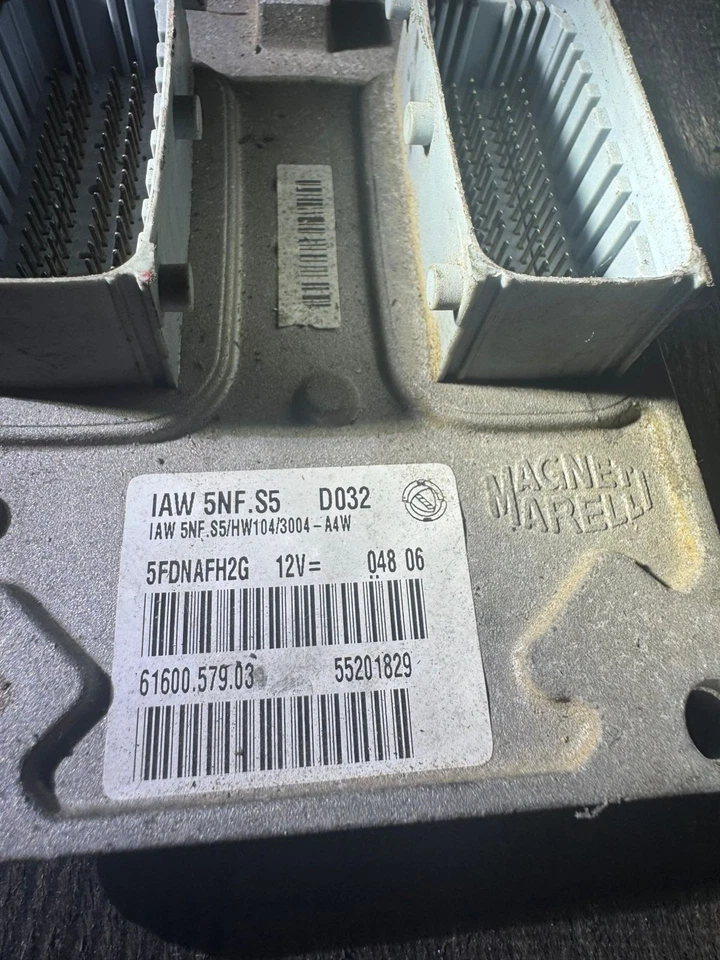 MAGNETI
MARELLI
IAW 5NF.S5 D032
IAW 5NF.S5/HW104/3004-A4W
5FDNAFH2G 12V= 048 06
61600.579.03 55201829